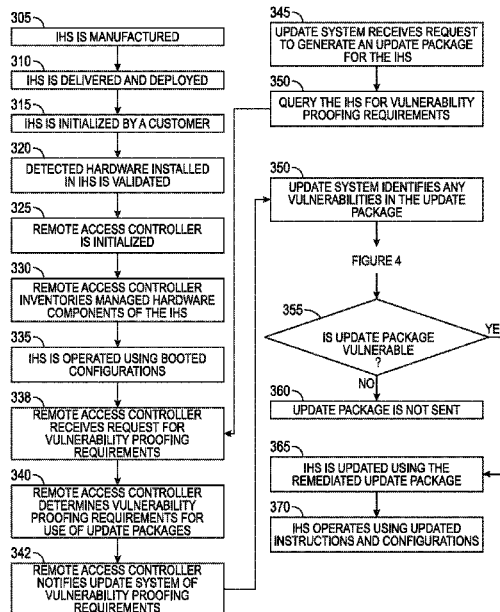 305
IHS IS MANUFACTURED
310
IHS IS DELIVERED AND DEPLOYED
315
IHS IS INITIALIZED BY A CUSTOMER
320
DETECTED HARDWARE INSTALLED
IN IHS IS VALIDATED
325
REMOTE ACCESS CONTROLLER
IS INITIALIZED
330
REMOTE ACCESS CONTROLLER
INVENTORIES MANAGED HARDWARE
COMPONENTS OF THE IHS
335
IHS IS OPERATED USING BOOTED
CONFIGURATIONS
338
REMOTE ACCESS CONTROLLER
RECEIVES REQUEST FOR
VULNERABILITY PROOFING
REQUIREMENTS
340
REMOTE ACCESS CONTROLLER
DETERMINES VULNERABILITY
PROOFING REQUIREMENTS FOR
USE OF UPDATE PACKAGES
342
REMOTE ACCESS CONTROLLER
NOTIFIES UPDATE SYSTEM OF
VULNERABILITY PROOFING
REQUIREMENTS
345
UPDATE SYSTEM RECEIVES REQUEST
TO GENERATE AN UPDATE PACKAGE
FOR THE IHS
350
QUERY THE IHS FOR VULNERABILITY
PROOFING REQUIREMENTS
350
UPDATE SYSTEM IDENTIFIES ANY
VULNERABILITIES IN THE UPDATE
PACKAGE
FIGURE 4
355
IS UPDATE PACKAGE
VULNERABLE
?
YE
NO
360
UPDATE PACKAGE IS NOT SENT
365
IHS IS UPDATED USING THE
REMEDIATED UPDATE PACKAGE
370
IHS OPERATES USING UPDATED
INSTRUCTIONS AND CONFIGURATIONS